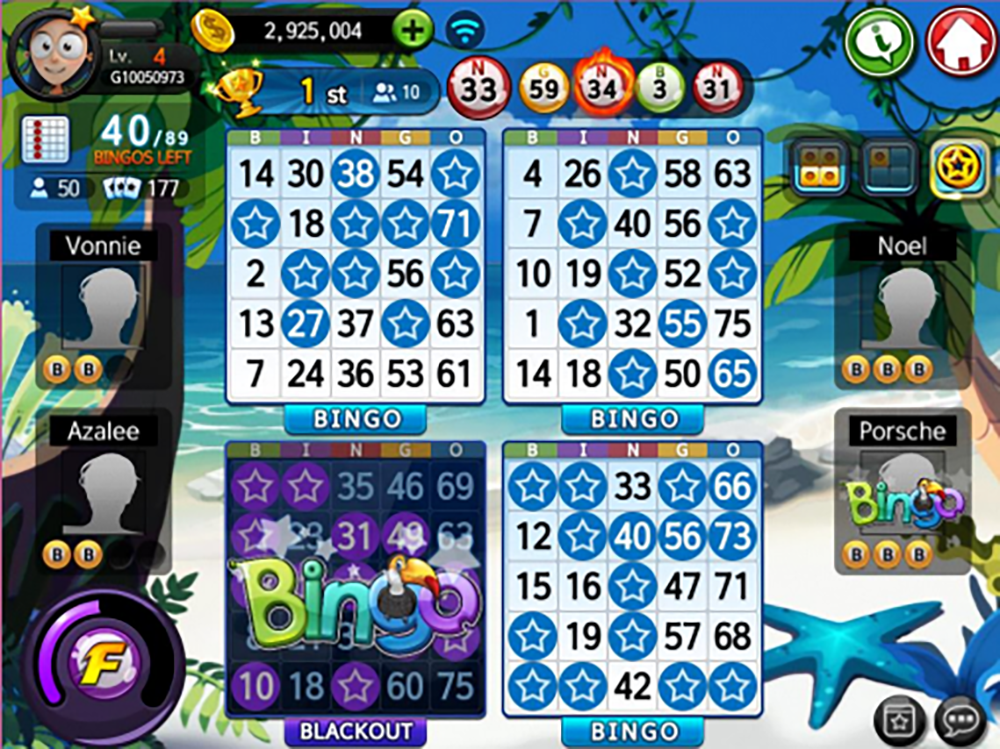 2,925,004
Lv. 4
G10050973
1 st
10
N 33
G 59
N 34
B 3
N 31
40/89
BINGOS LEFT
50 177
B I N G O
14 30 38 54
18 71
2 56
13 27 37 63
7 24 36 53 61
BINGO
B I N G O
4 26 58 63
7 40 56
10 19 52
1 32 55 75
14 18 50 65
BINGO
Vonnie
B B
Azalee
B B
Noel
B B B
Porsche
Bingo
B B B
B I N G O
35 46 69
23 31 49 63
Bingo
10 18 60 75
BLACKOUT
B I N G O
33 66
12 40 56 73
15 16 47 71
19 57 68
42
BINGO
F